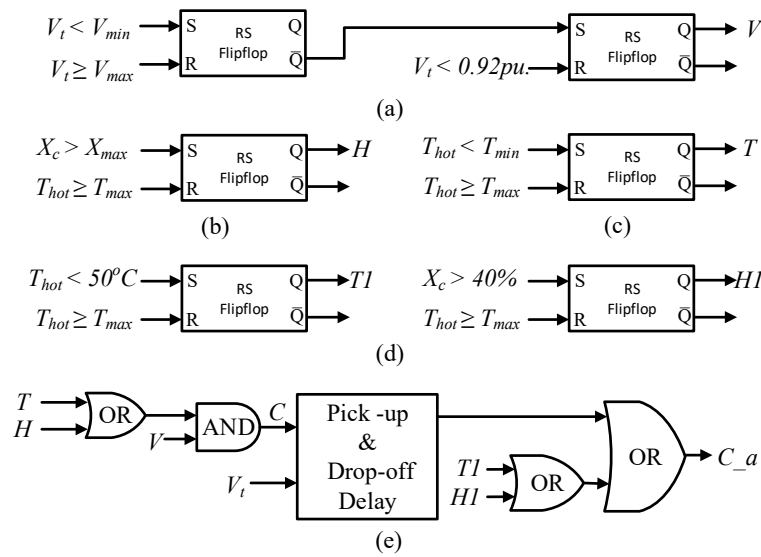 V_t < V_min
V_t ≥ V_max
S
R
RS
Flipflop
Q
Q̅
V_t < 0.92pu.
S
R
RS
Flipflop
Q
Q̅
V
(a)
X_c > X_max
T_hot ≥ T_max
S
R
RS
Flipflop
Q
Q̅
H
(b)
T_hot < T_min
T_hot ≥ T_max
S
R
RS
Flipflop
Q
Q̅
T
(c)
T_hot < 50°C
T_hot ≥ T_max
S
R
RS
Flipflop
Q
Q̅
T1
X_c > 40%
T_hot ≥ T_max
S
R
RS
Flipflop
Q
Q̅
H1
(d)
T
H
OR
V
AND
C
V_t
Pick -up
&
Drop-off
Delay
T1
H1
OR
OR
C_a
(e)